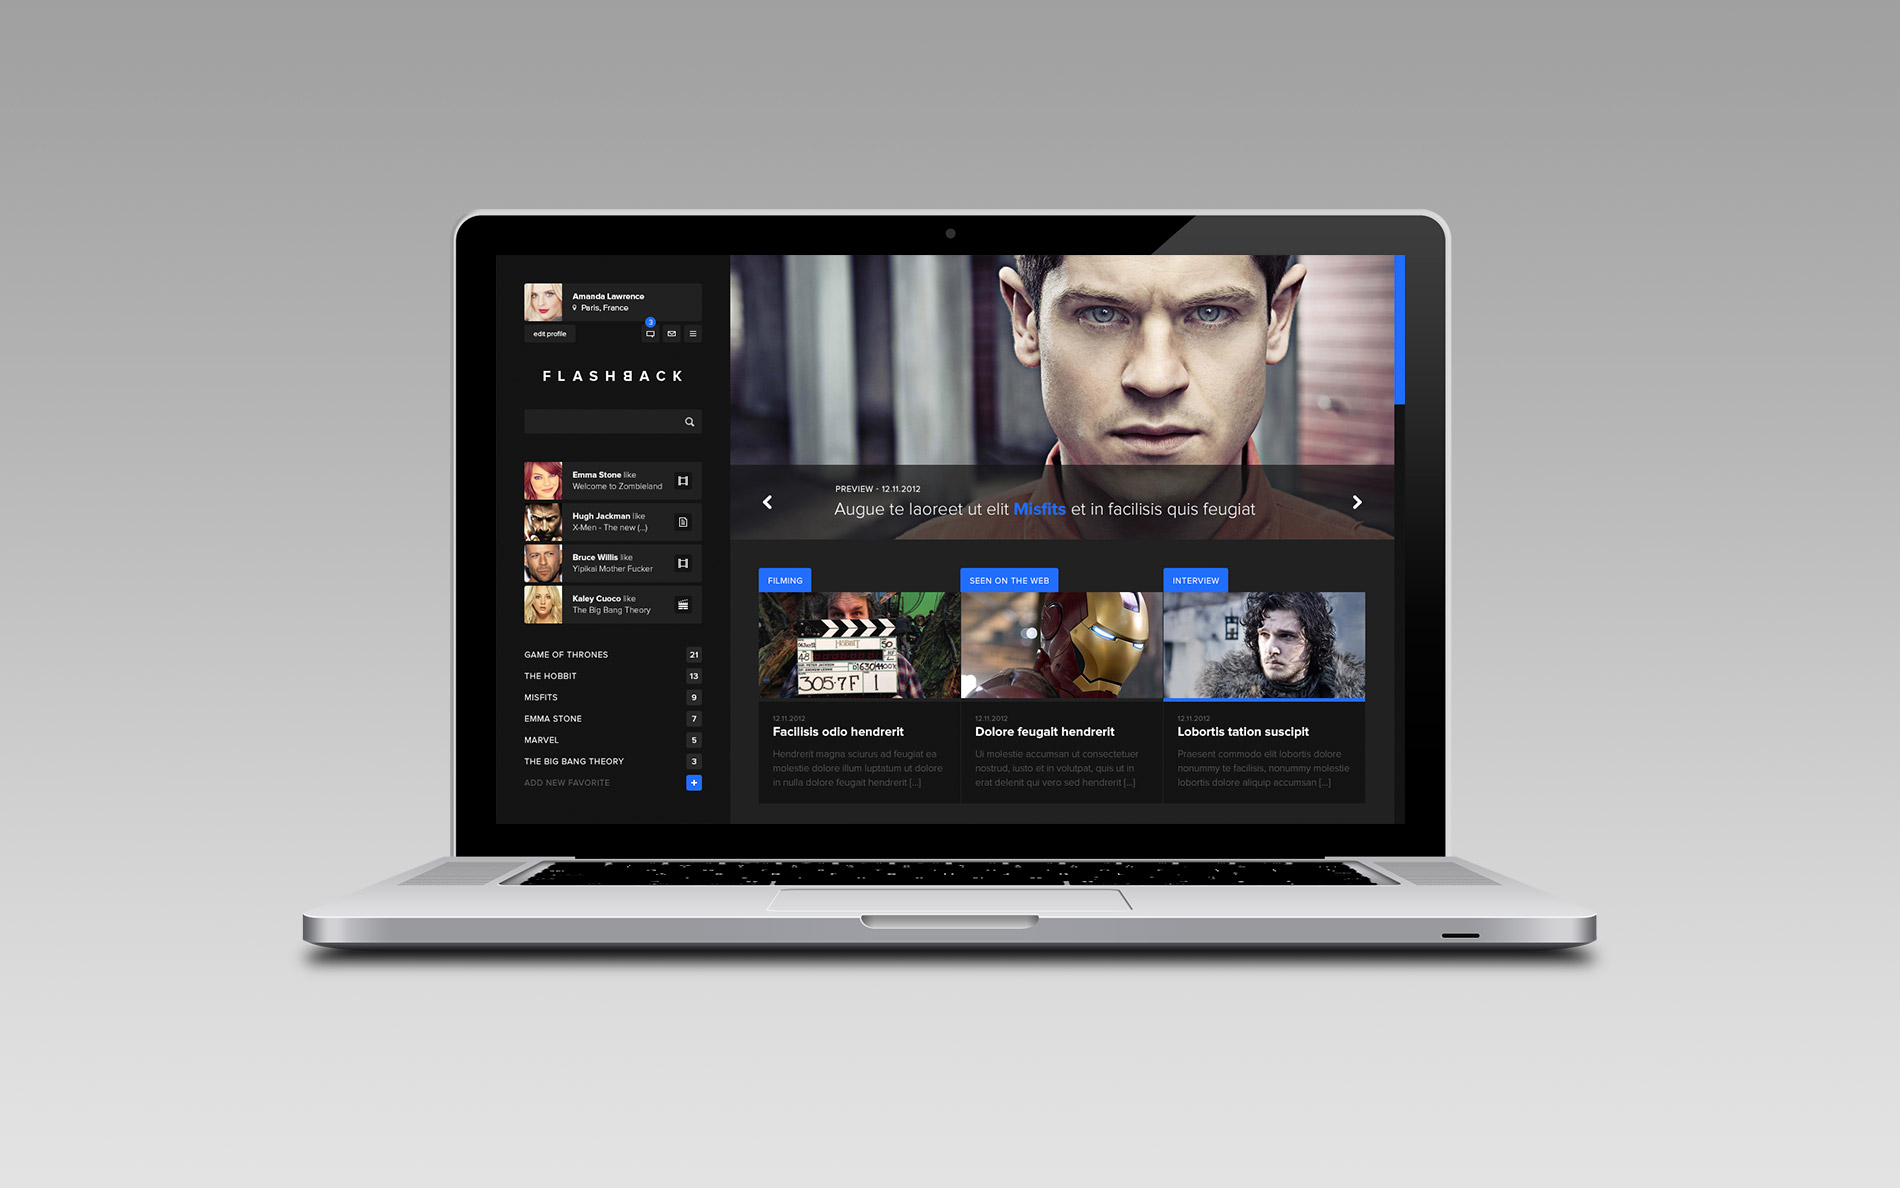 Amanda Lawrence
Paris, France
3
edit profile
FLASHBACK
Emma Stone like
Welcome to Zombieland
Hugh Jackman like
X-Men - The new (...)
Bruce Willis like
Yipikai Mother Fucker
Kaley Cuoco like
The Big Bang Theory
GAME OF THRONES 21
THE HOBBIT 13
MISFITS 9
EMMA STONE 7
MARVEL 5
THE BIG BANG THEORY 3
ADD NEW FAVORITE +
PREVIEW - 12.11.2012
Augue te laoreet ut elit Misfits et in facilisis quis feugiat
FILMING
HOBBIT
50
48
305·7F 1
12.11.2012
Facilisis odio hendrerit
Hendrerit magna sciurus ad feugiat ea
molestie dolore illum luptatum ut dolore
in nulla dolore feugait hendrerit [...]
SEEN ON THE WEB
12.11.2012
Dolore feugait hendrerit
Ui molestie accumsan ut consectetuer
nostrud, iusto et in volutpat, quis ut in
erat delenit qui vero sed hendrerit [...]
INTERVIEW
12.11.2012
Lobortis tation suscipit
Praesent commodo elit lobortis dolore
nonummy te facilisis, nonummy molestie
lobortis dolore aliquip accumsan [...]